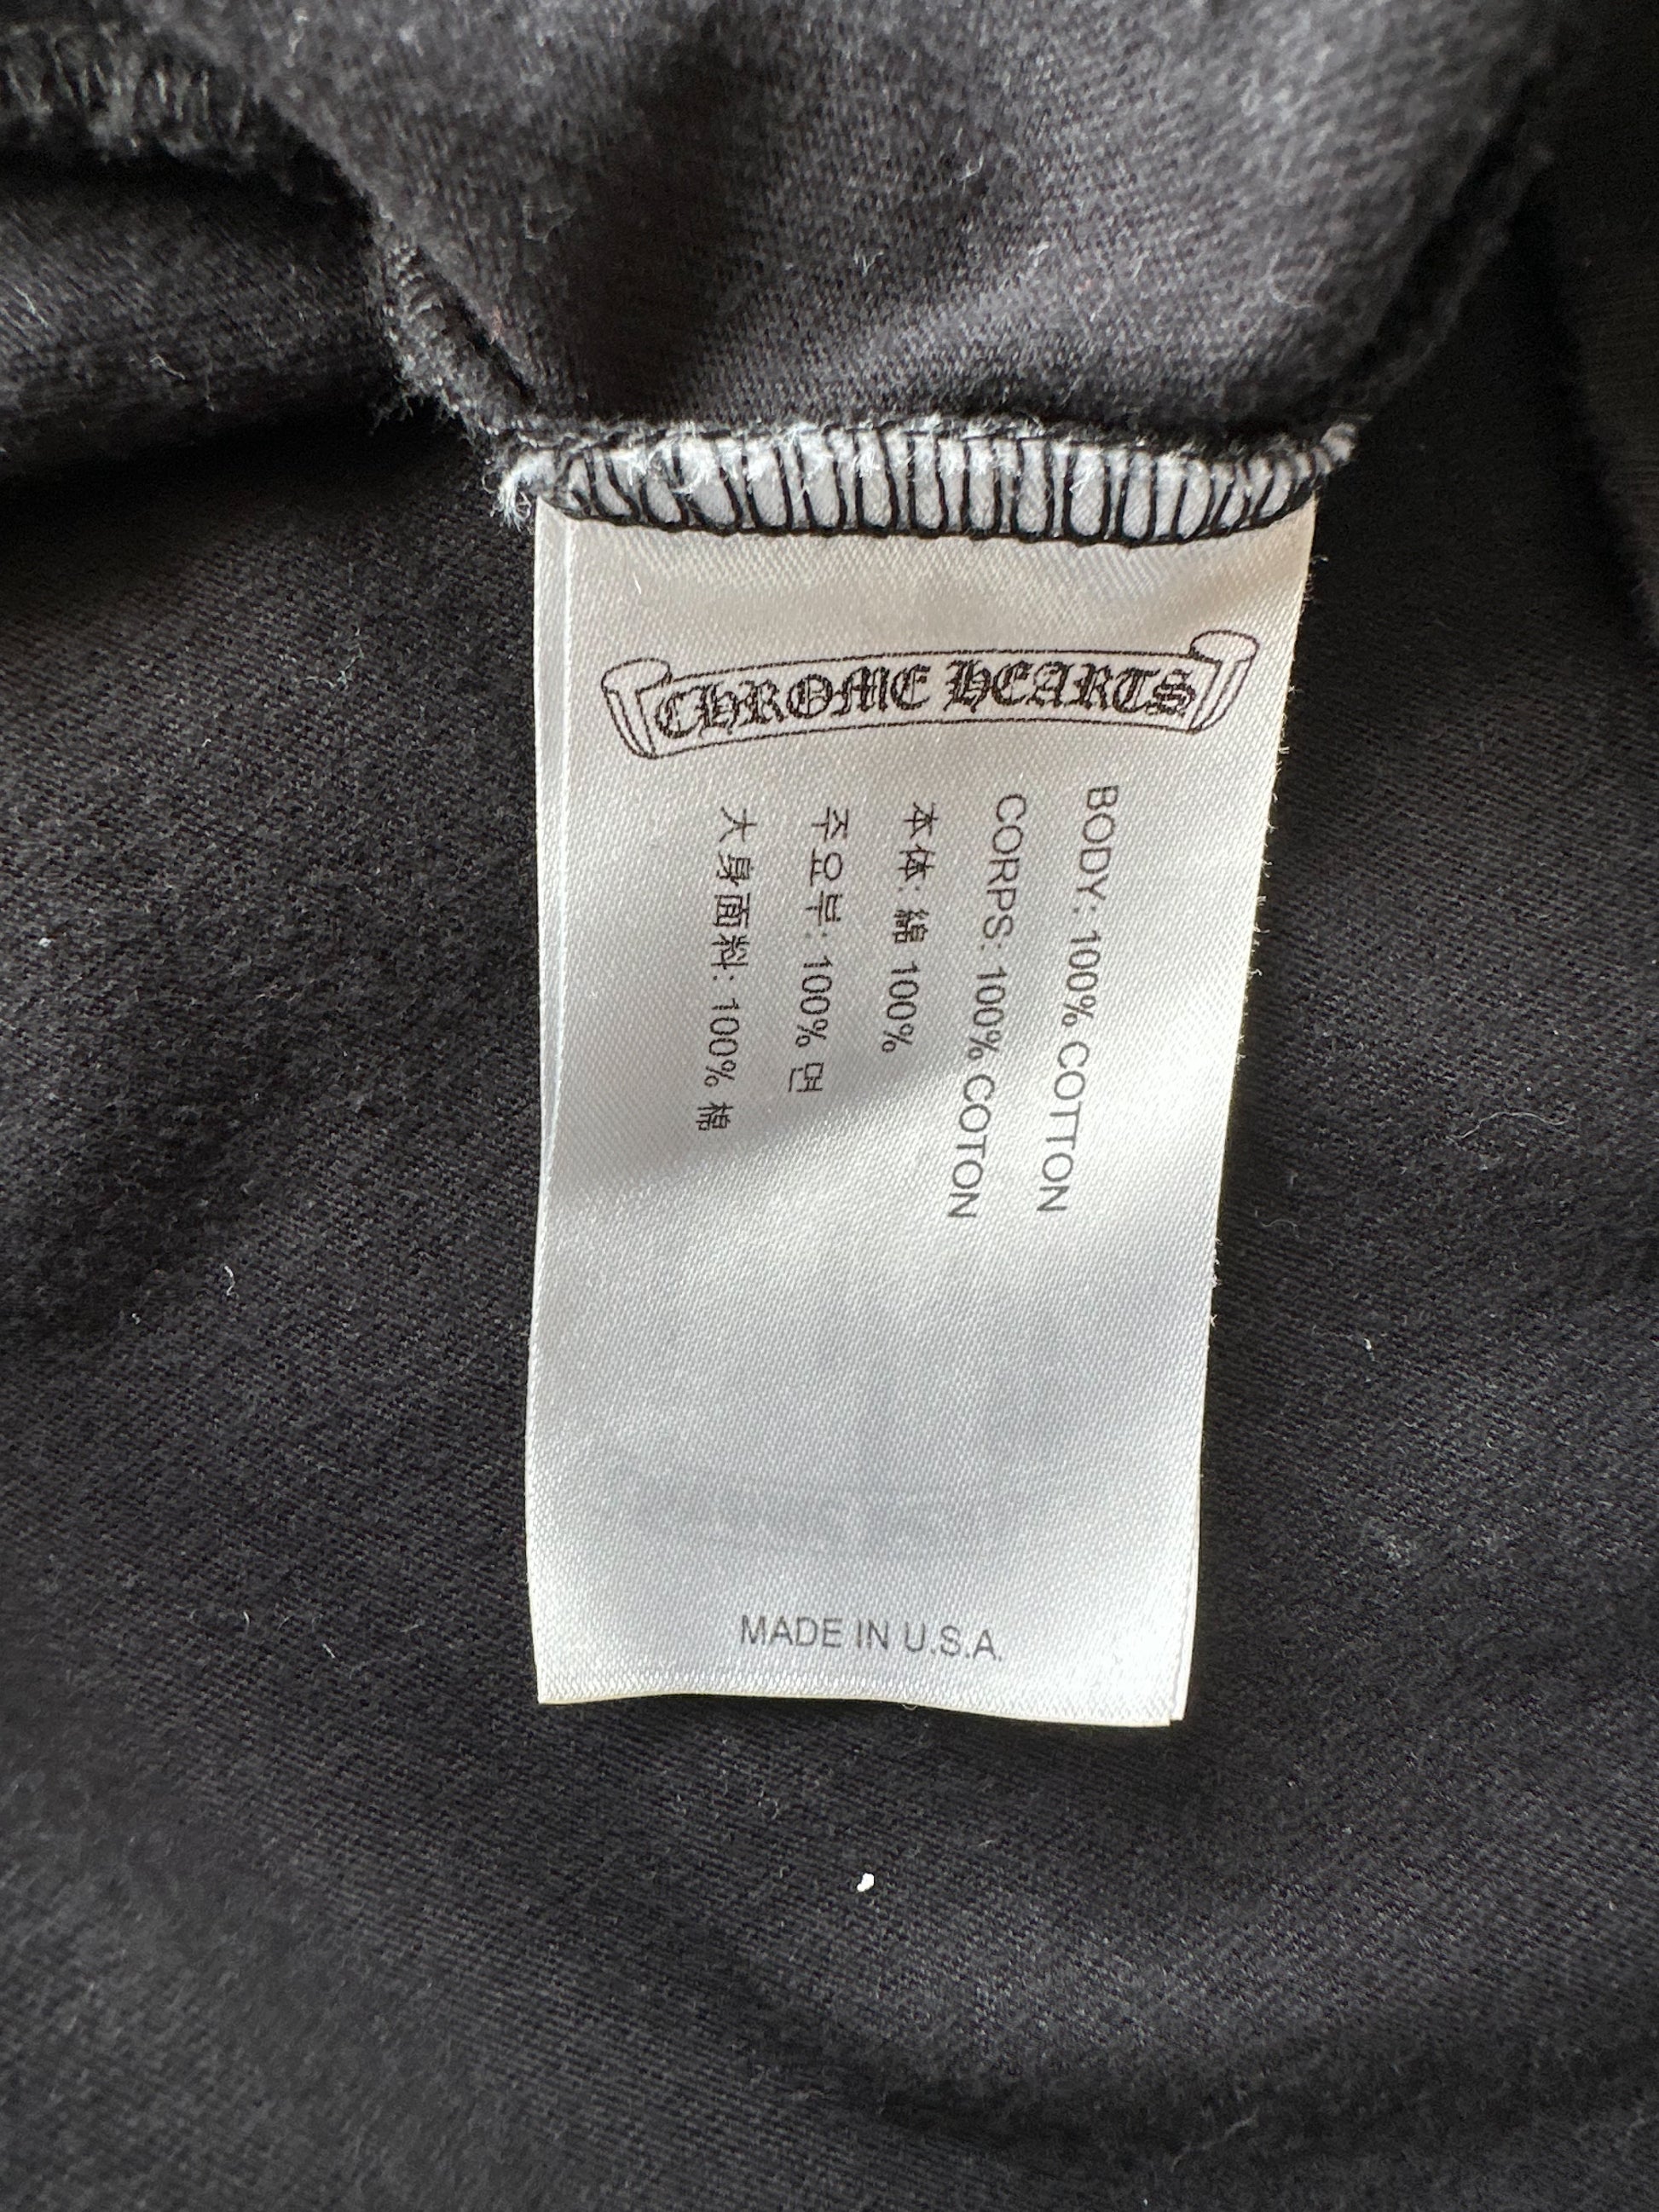 CHROME HEARTS
BODY: 100% COTTON
CORPS: 100% COTON
本体: 綿 100%
주요부: 100% 면
大身面料: 100% 棉
MADE IN U.S.A.